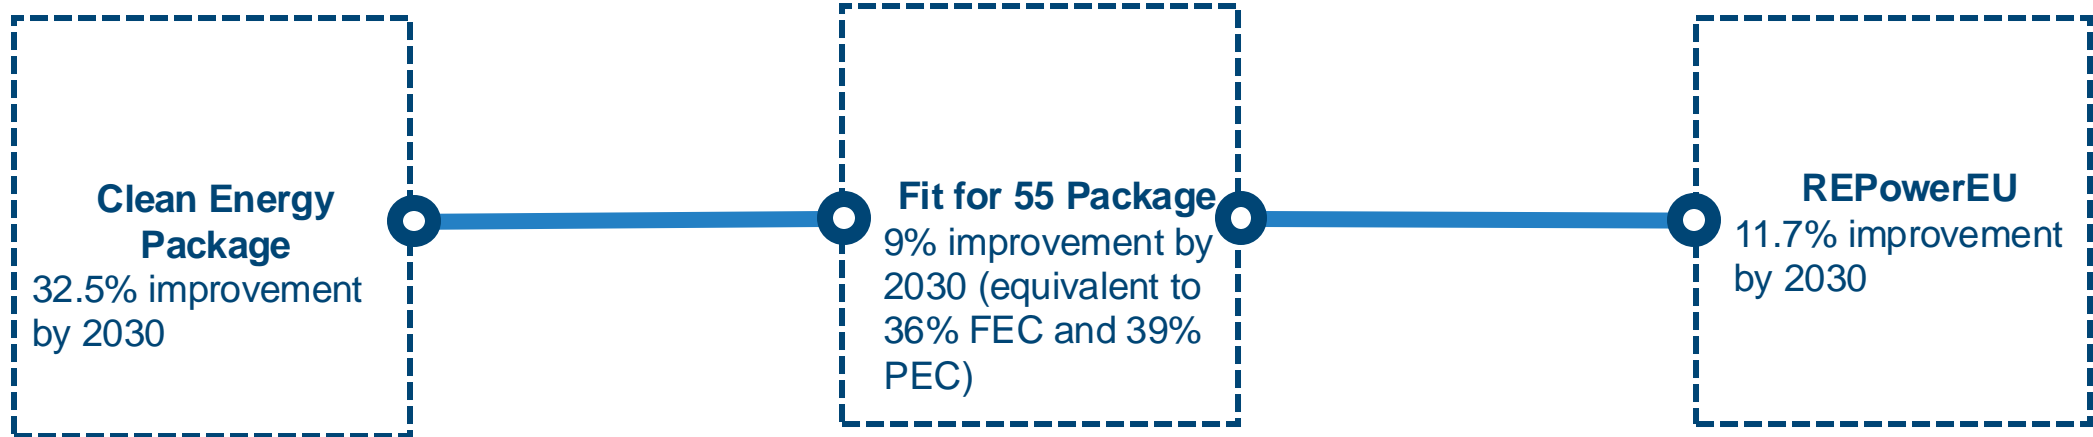 Clean Energy
Package
32.5% improvement
by 2030
Fit for 55 Package
9% improvement by
2030 (equivalent to
36% FEC and 39%
PEC)
REPowerEU
11.7% improvement
by 2030